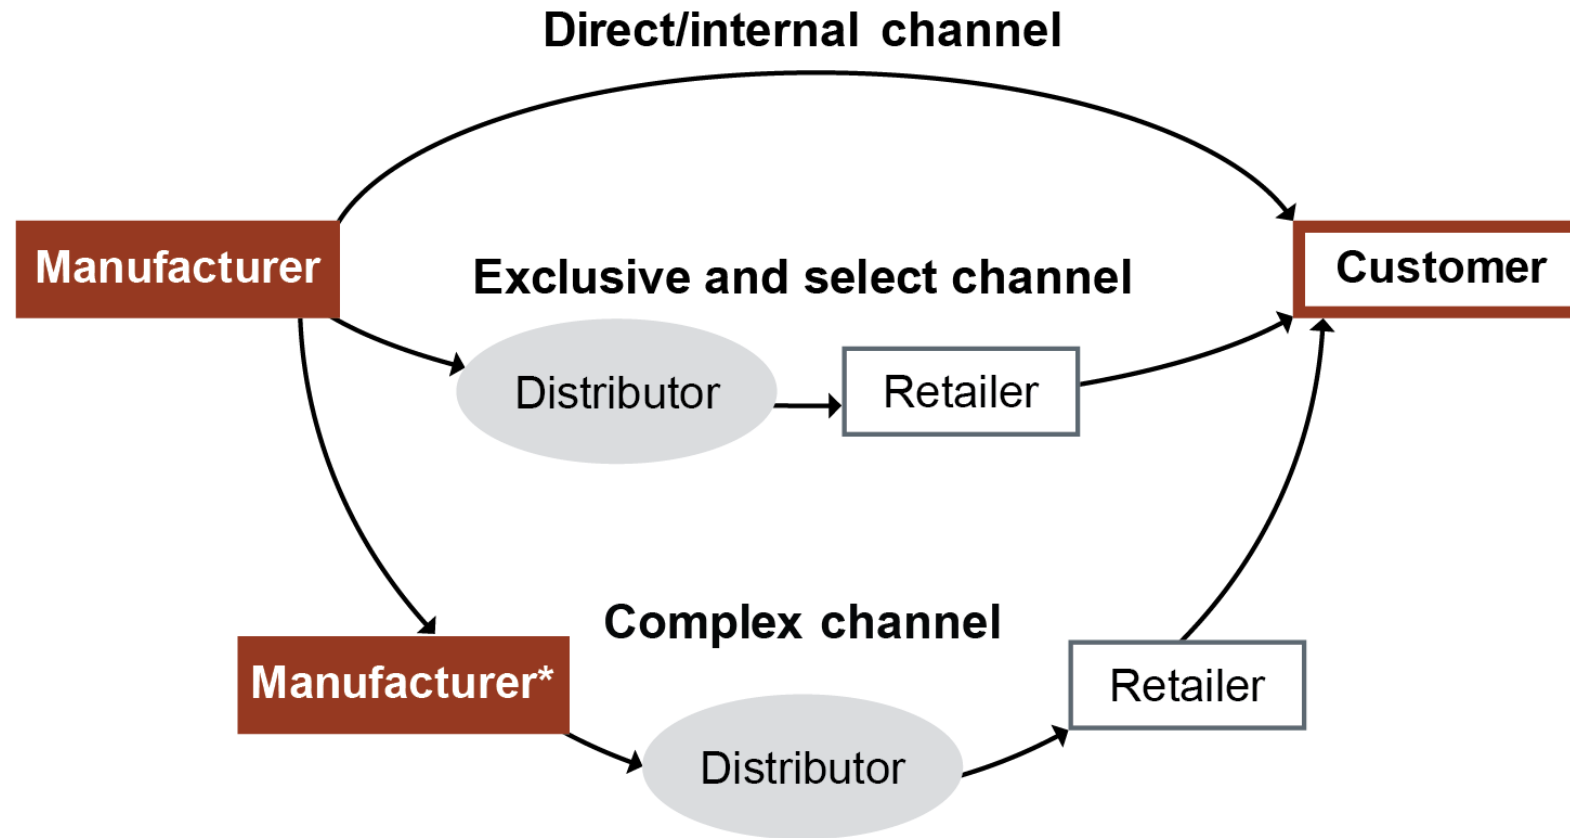 Direct/internal channel
Manufacturer
Customer
Exclusive and select channel
Distributor
Retailer
Complex channel
Manufacturer*
Retailer
Distributor